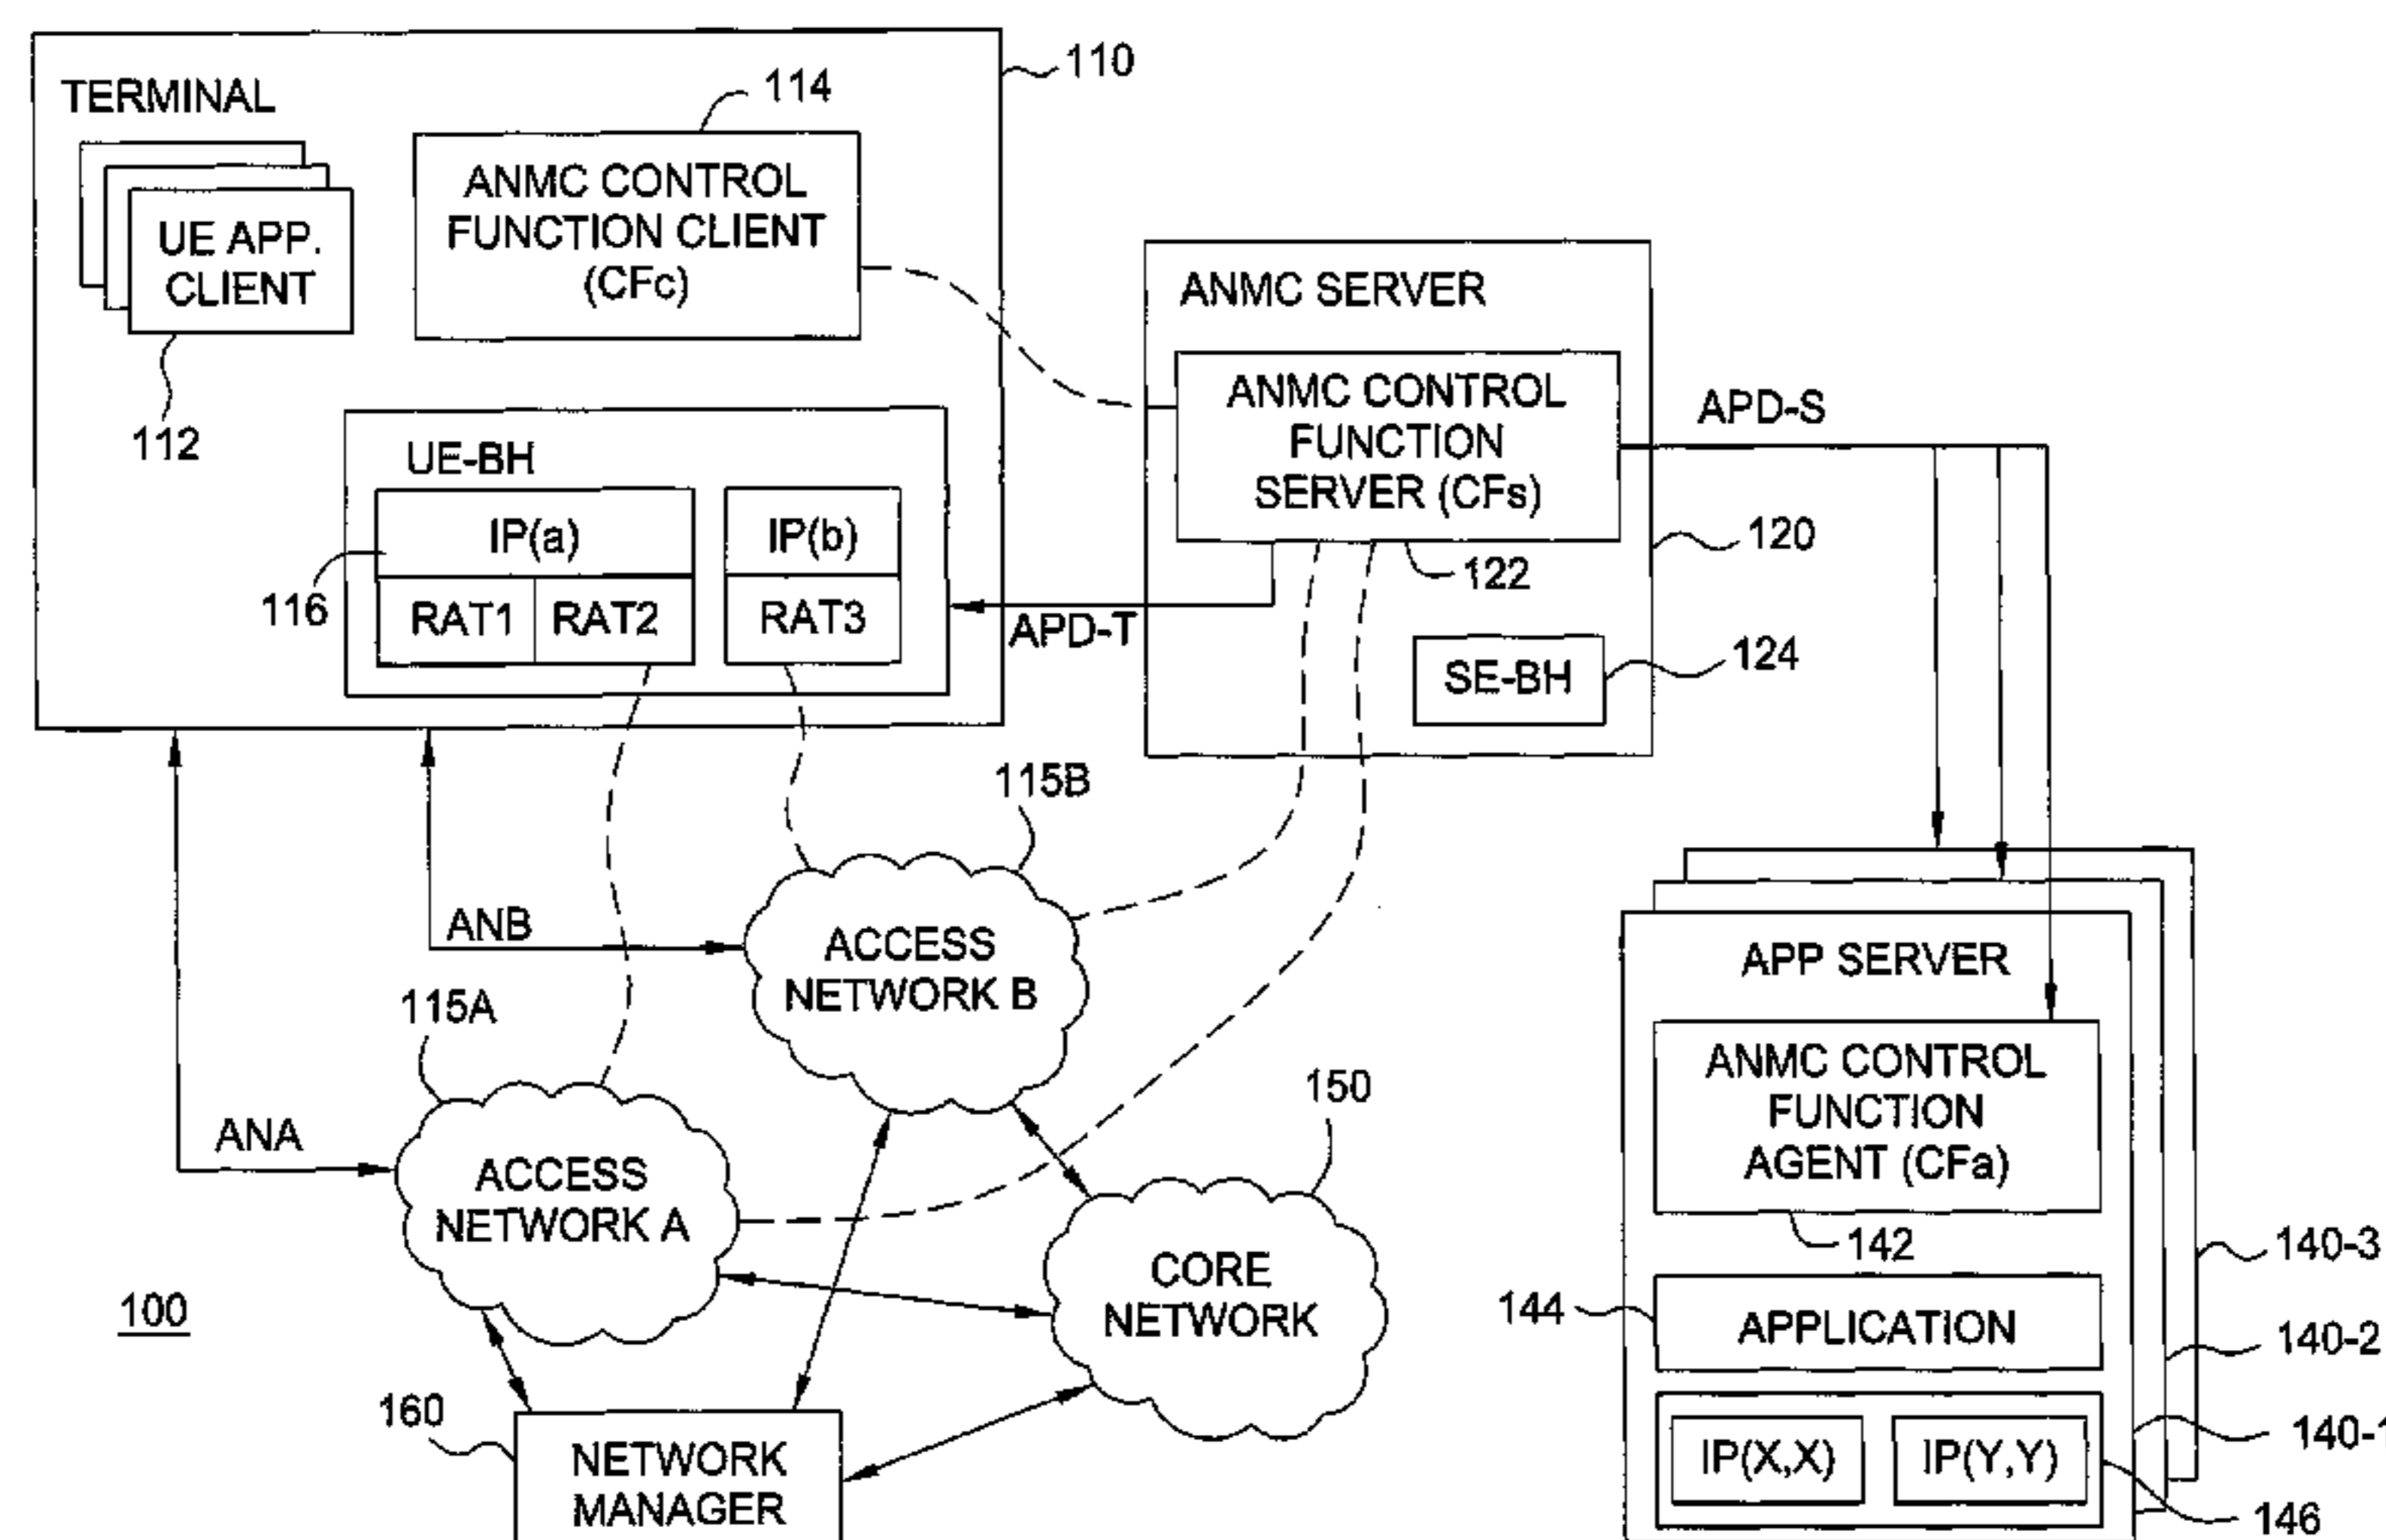 110
TERMINAL
114
ANMC CONTROL
FUNCTION CLIENT
(CFc)
UE APP.
CLIENT
112
UE-BH
IP(a)
IP(b)
116
RAT1
RAT2
RAT3
ANMC SERVER
ANMC CONTROL
FUNCTION
SERVER (CFs)
APD-S
120
122
APD-T
SE-BH
124
115B
ANB
ACCESS
NETWORK B
115A
ANA
ACCESS
NETWORK A
150
CORE
NETWORK
100
160
NETWORK
MANAGER
APP SERVER
ANMC CONTROL
FUNCTION
AGENT (CFa)
142
140-3
144
APPLICATION
140-2
140-1
IP(X,X)
IP(Y,Y)
146